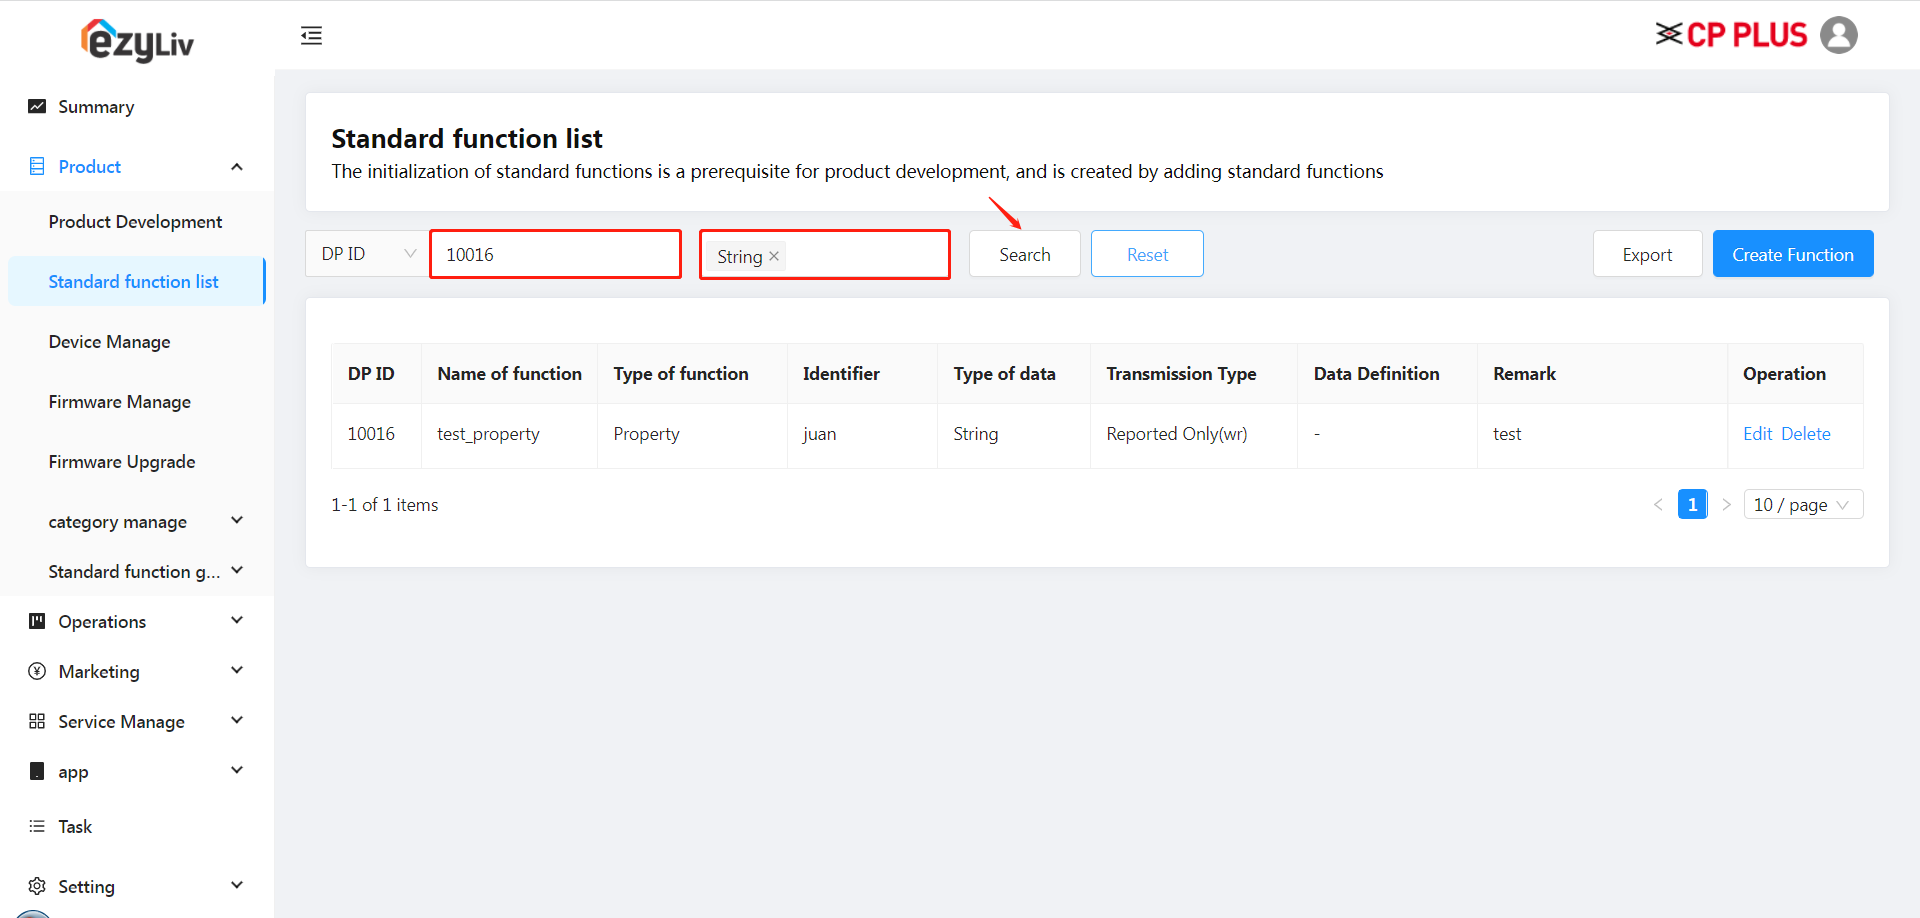 ezyLiv
CP PLUS
Summary
Product
Product Development
Standard function list
Device Manage
Firmware Manage
Firmware Upgrade
category manage
Standard function g...
Operations
Marketing
Service Manage
app
Task
Setting
Standard function list
The initialization of standard functions is a prerequisite for product development, and is created by adding standard functions
DP ID 10016 String × Search Reset Export Create Function
DP ID Name of function Type of function Identifier Type of data Transmission Type Data Definition Remark Operation
10016 test_property Property juan String Reported Only(wr) - test Edit Delete
1-1 of 1 items < 1 > 10 / page